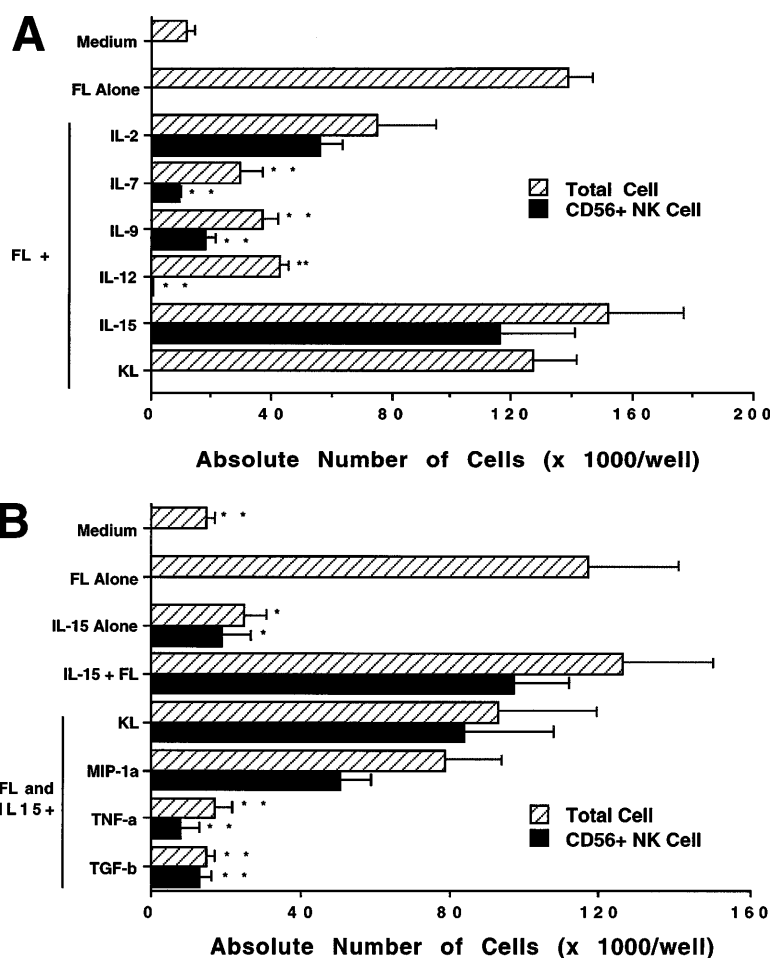 A
Medium
FL Alone
IL-2
* *
IL-7
* *
Total Cell
* *
CD56+ NK Cell
IL-9
* *
FL +
**
IL-12
* *
IL-15
KL
0 40 80 120 160 200
Absolute Number of Cells (x 1000/well)
B
Medium
* *
FL Alone
*
IL-15 Alone
*
IL-15 + FL
KL
MIP-1a
FL and
IL15+
* *
Total Cell
TNF-a
* *
CD56+ NK Cell
* *
TGF-b
* *
0 40 80 120 160
Absolute Number of Cells (x 1000/well)